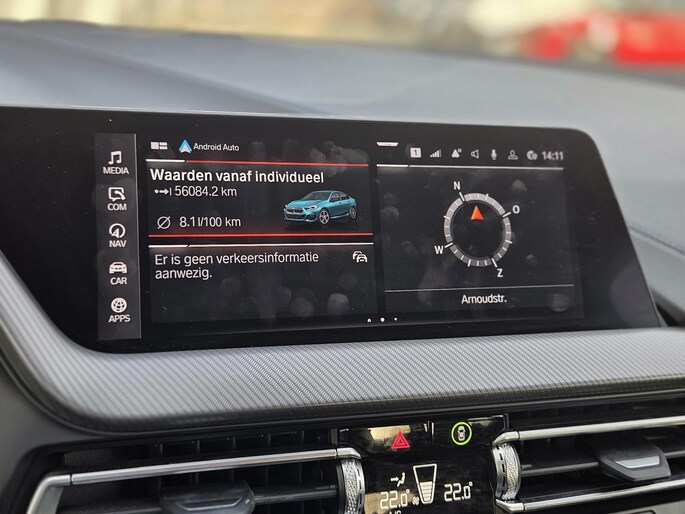 Android Auto
1
14:11
MEDIA
COM
NAV
CAR
APPS
Waarden vanaf individueel
56084.2 km
8.1 l/100 km
Er is geen verkeersinformatie
aanwezig.
N
O
W
Z
Arnoudstr.
22.0
22.0
A/C